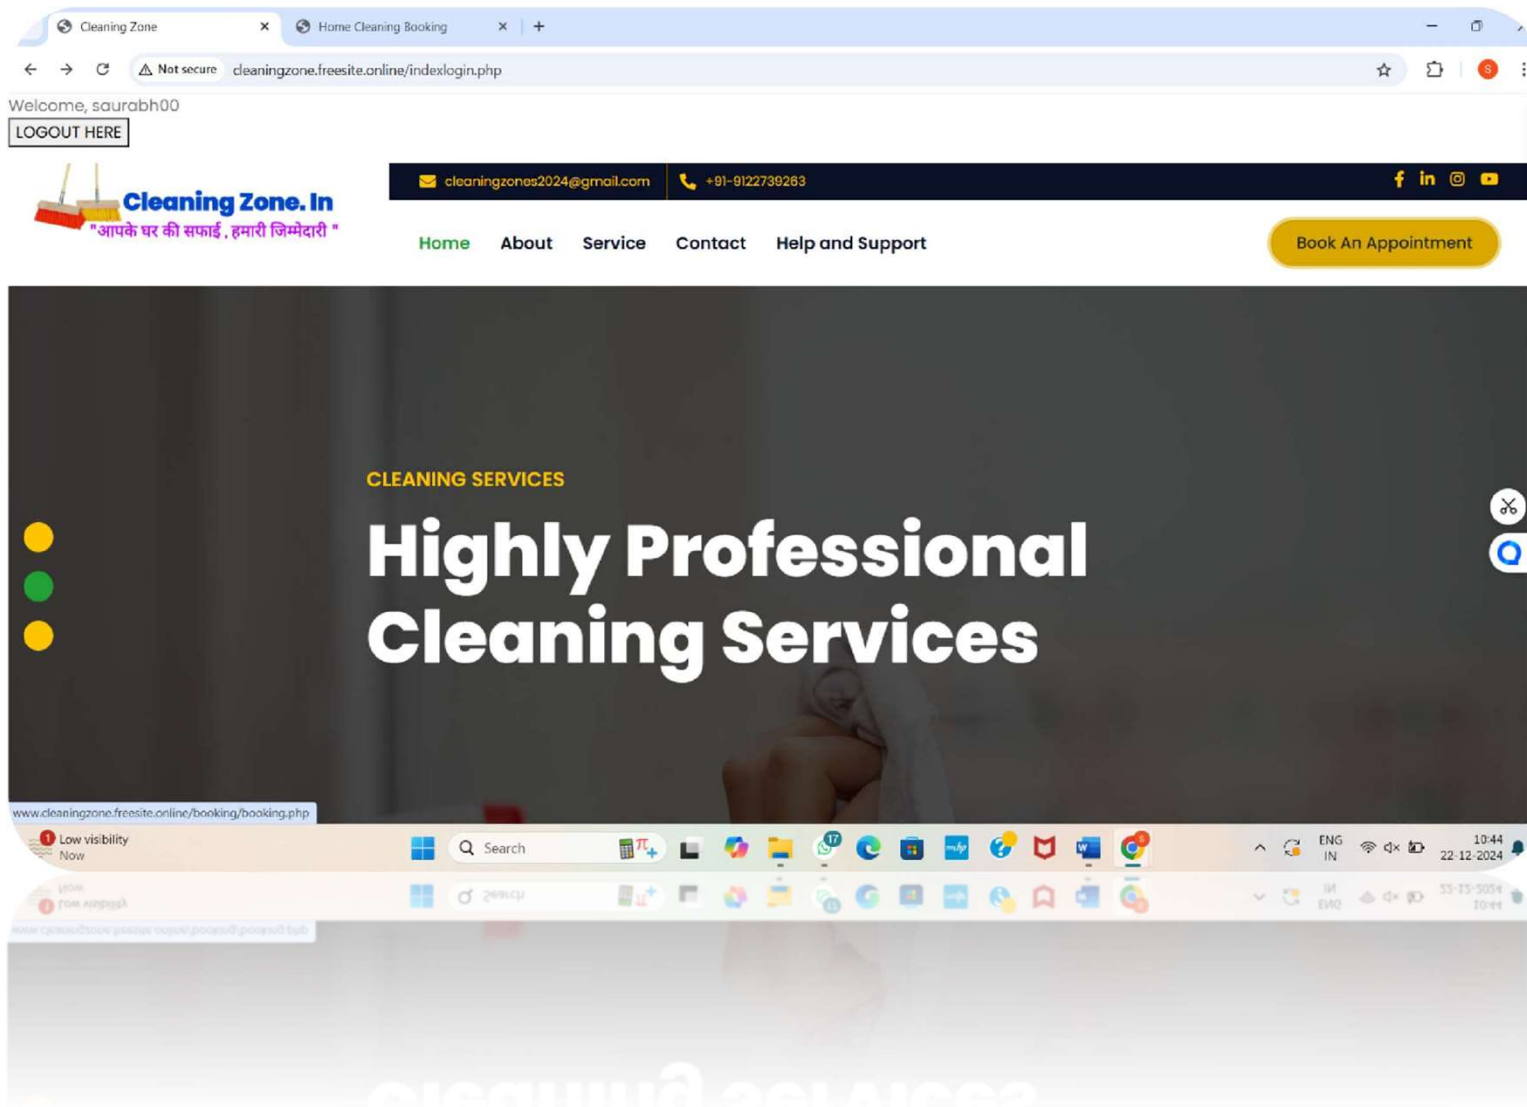 Cleaning Zone
Home Cleaning Booking
Not secure cleaningzone.freesite.online/indexlogin.php
S
Welcome, saurabh00
LOGOUT HERE
Cleaning Zone. In
"आपके घर की सफाई , हमारी जिम्मेदारी "
cleaningzones2024@gmail.com
+91-9122739263
Home About Service Contact Help and Support
Book An Appointment
CLEANING SERVICES
Highly Professional
Cleaning Services
www.cleaningzone.freesite.online/booking/booking.php
1
Low visibility
Now
Search
17
ENG
IN
10:44
22-12-2024